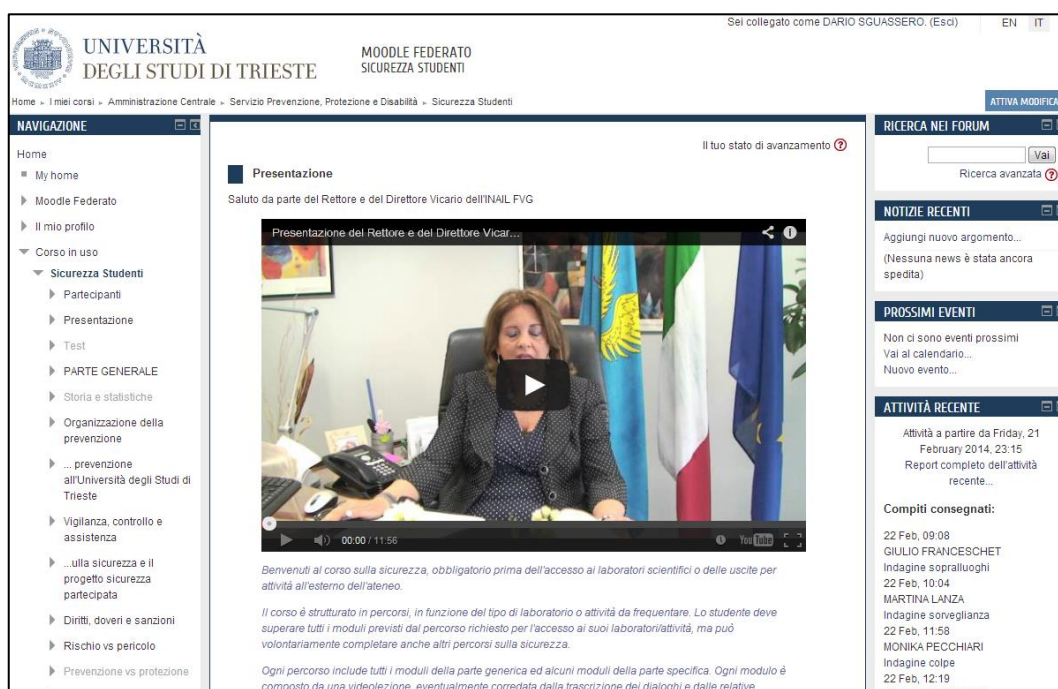 Sei collegato come DARIO SGUASSERO. (Esci)
EN IT
UNIVERSITÀ
DEGLI STUDI DI TRIESTE
MOODLE FEDERATO
SICUREZZA STUDENTI
Home ► I miei corsi ► Amministrazione Centrale ► Servizio Prevenzione, Protezione e Disabilità ► Sicurezza Studenti
ATTIVA MODIFICA
NAVIGAZIONE
Home
My home
Moodle Federato
Il mio profilo
Corso in uso
Sicurezza Studenti
Partecipanti
Presentazione
Test
PARTE GENERALE
Storia e statistiche
Organizzazione della
prevenzione
... prevenzione
all'Università degli Studi di
Trieste
Vigilanza, controllo e
assistenza
...ulla sicurezza e il
progetto sicurezza
partecipata
Diritti, doveri e sanzioni
Rischio vs pericolo
Prevenzione vs protezione
Il tuo stato di avanzamento
Presentazione
Saluto da parte del Rettore e del Direttore Vicario dell'INAIL FVG
Presentazione del Rettore e del Direttore Vicar...
00:00 / 11:56
YouTube
Benvenuti al corso sulla sicurezza, obbligatorio prima dell'accesso ai laboratori scientifici o delle uscite per
attività all'esterno dell'ateneo.
Il corso è strutturato in percorsi, in funzione del tipo di laboratorio o attività da frequentare. Lo studente deve
superare tutti i moduli previsti dal percorso richiesto per l'accesso ai suoi laboratori/attività, ma può
volontariamente completare anche altri percorsi sulla sicurezza.
Ogni percorso include tutti i moduli della parte generica ed alcuni moduli della parte specifica. Ogni modulo è
composto da una videolezione, eventualmente corredata dalla trascrizione dei dialoghi e dalle relative
RICERCA NEI FORUM
Vai
Ricerca avanzata
NOTIZIE RECENTI
Aggiungi nuovo argomento...
(Nessuna news è stata ancora
spedita)
PROSSIMI EVENTI
Non ci sono eventi prossimi
Vai al calendario...
Nuovo evento...
ATTIVITÀ RECENTE
Attività a partire da Friday, 21
February 2014, 23:15
Report completo dell'attività
recente...
Compiti consegnati:
22 Feb, 09:08
GIULIO FRANCESCHET
Indagine sopralluoghi
22 Feb, 10:04
MARTINA LANZA
Indagine sorveglianza
22 Feb, 11:58
MONIKA PECCHIARI
Indagine colpe
22 Feb, 12:19